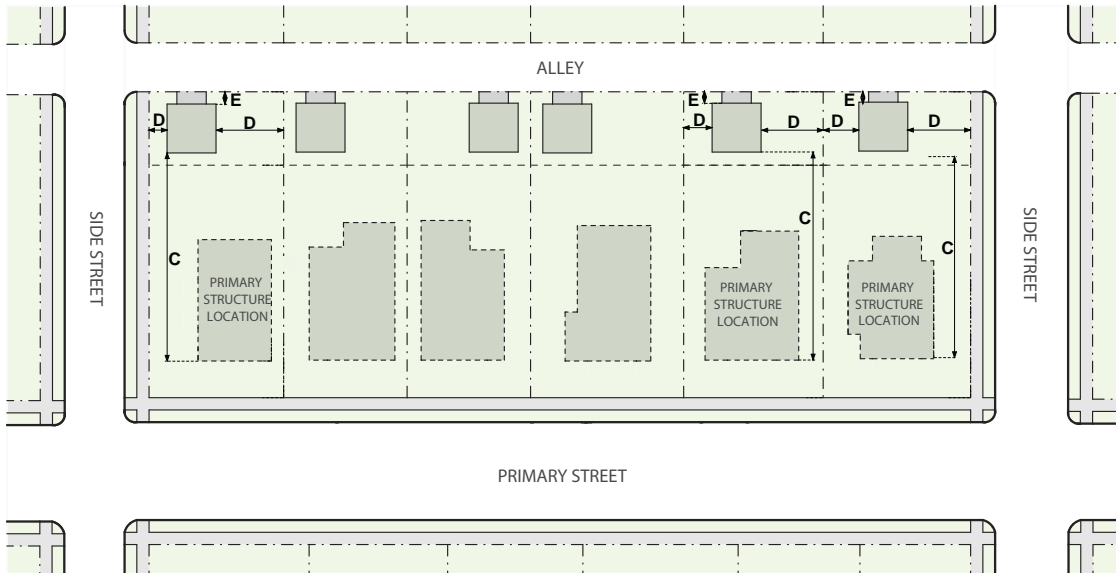 ALLEY
E
E
E
D
D
D
D
D
D
C
C
C
SIDE STREET
SIDE STREET
PRIMARY
STRUCTURE
LOCATION
PRIMARY
STRUCTURE
LOCATION
PRIMARY
STRUCTURE
LOCATION
PRIMARY STREET